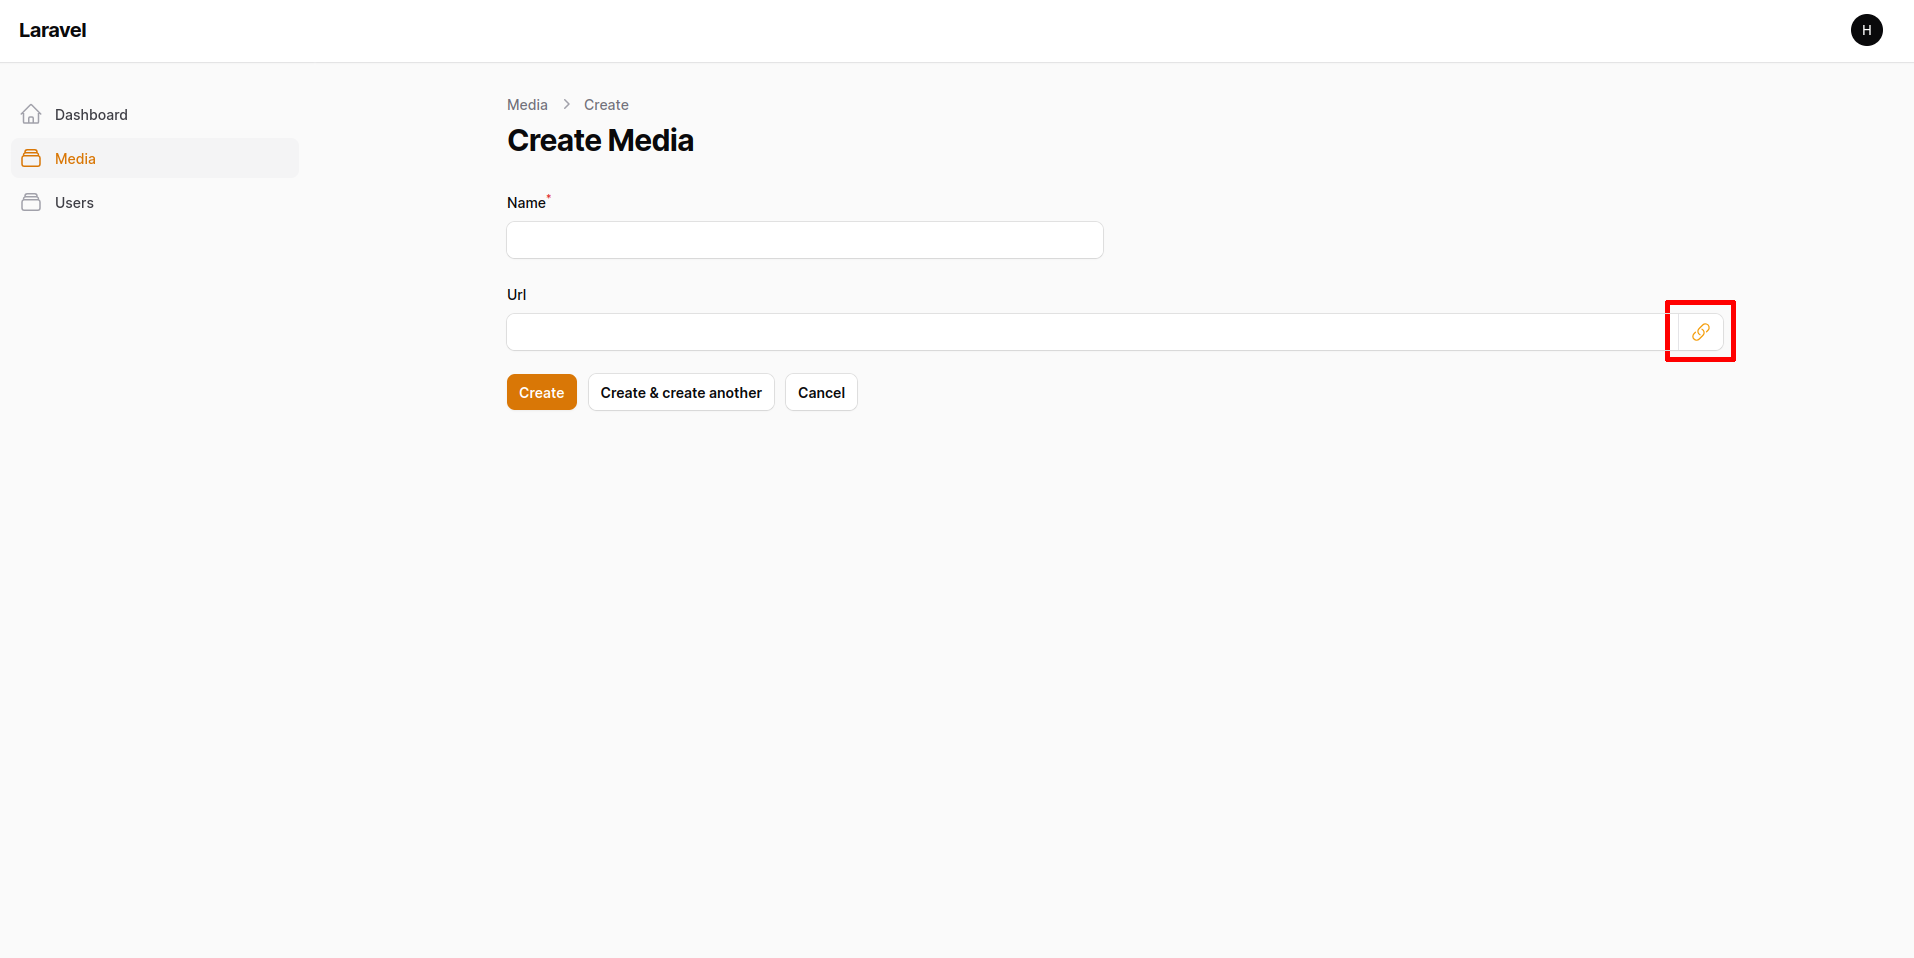 Laravel
H
Dashboard
Media
Users
Media > Create
Create Media
Name*
Url
Create
Create & create another
Cancel